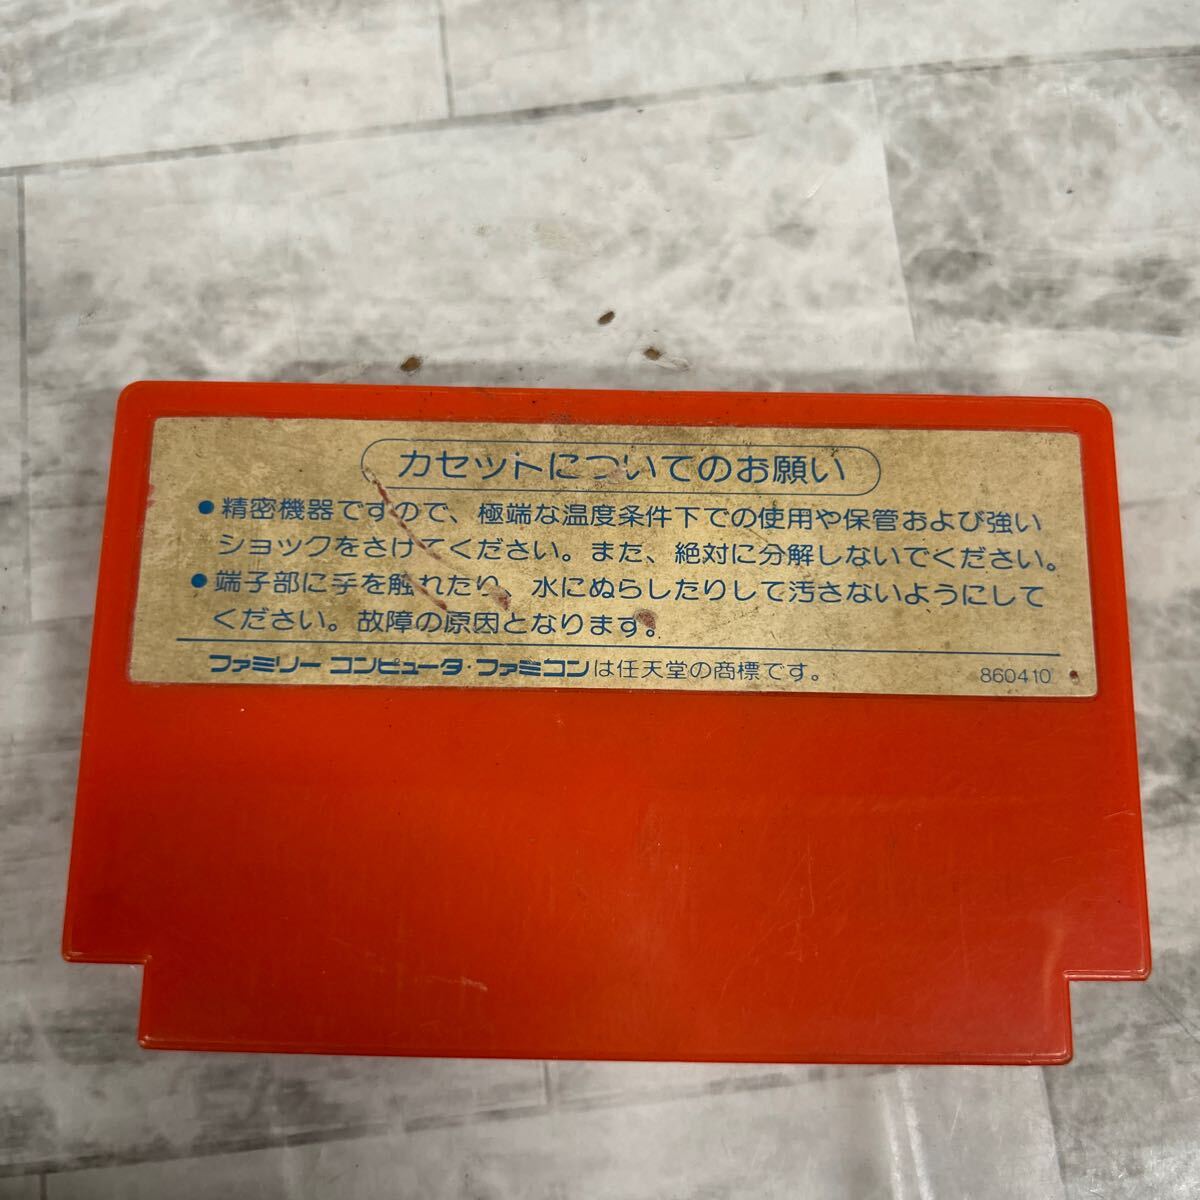 カセットについてのお願い
●精密機器ですので、極端な温度条件下での使用や保管および強い
ショックをさけてください。また、絶対に分解しないでください。
●端子部に手を触れたり、水にぬらしたりして汚さないようにして
ください。故障の原因となります。
ファミリー コンピュータ・ファミコンは任天堂の商標です。 860410